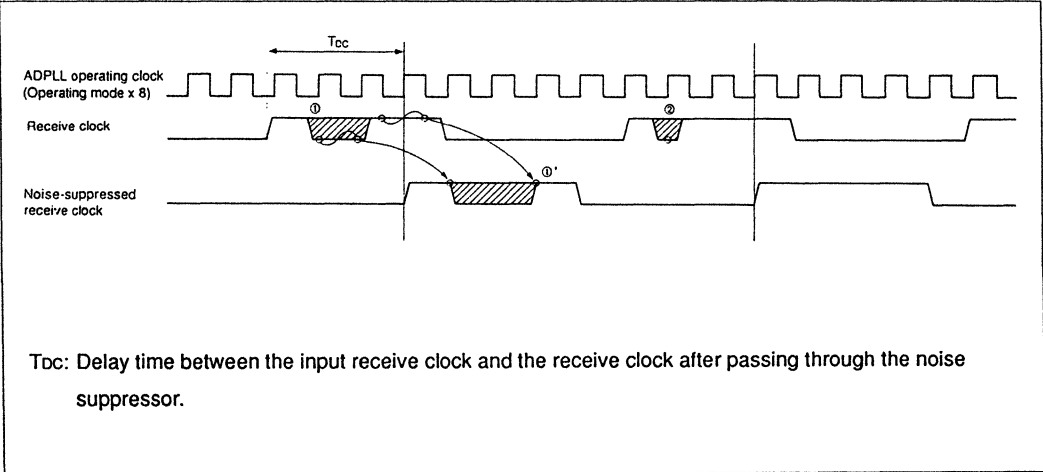 TDC
ADPLL operating clock
(Operating mode x 8)
① ②
Receive clock
①'
Noise-suppressed
receive clock
TDC: Delay time between the input receive clock and the receive clock after passing through the noise
suppressor.